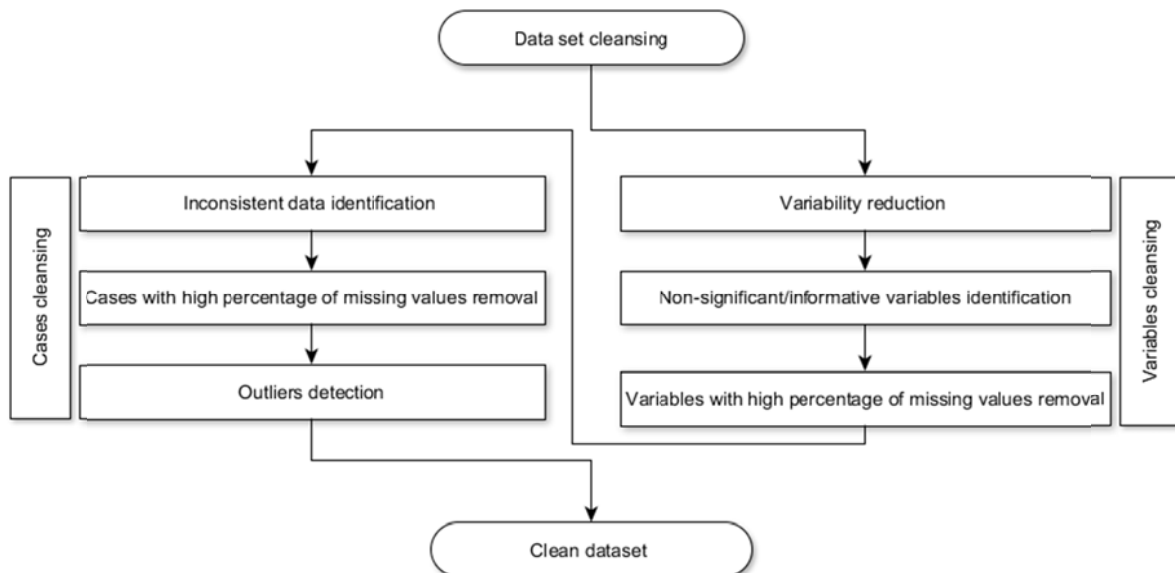 Data set cleansing
Cases cleansing
Inconsistent data identification
Cases with high percentage of missing values removal
Outliers detection
Variability reduction
Non-significant/informative variables identification
Variables with high percentage of missing values removal
Variables cleansing
Clean dataset